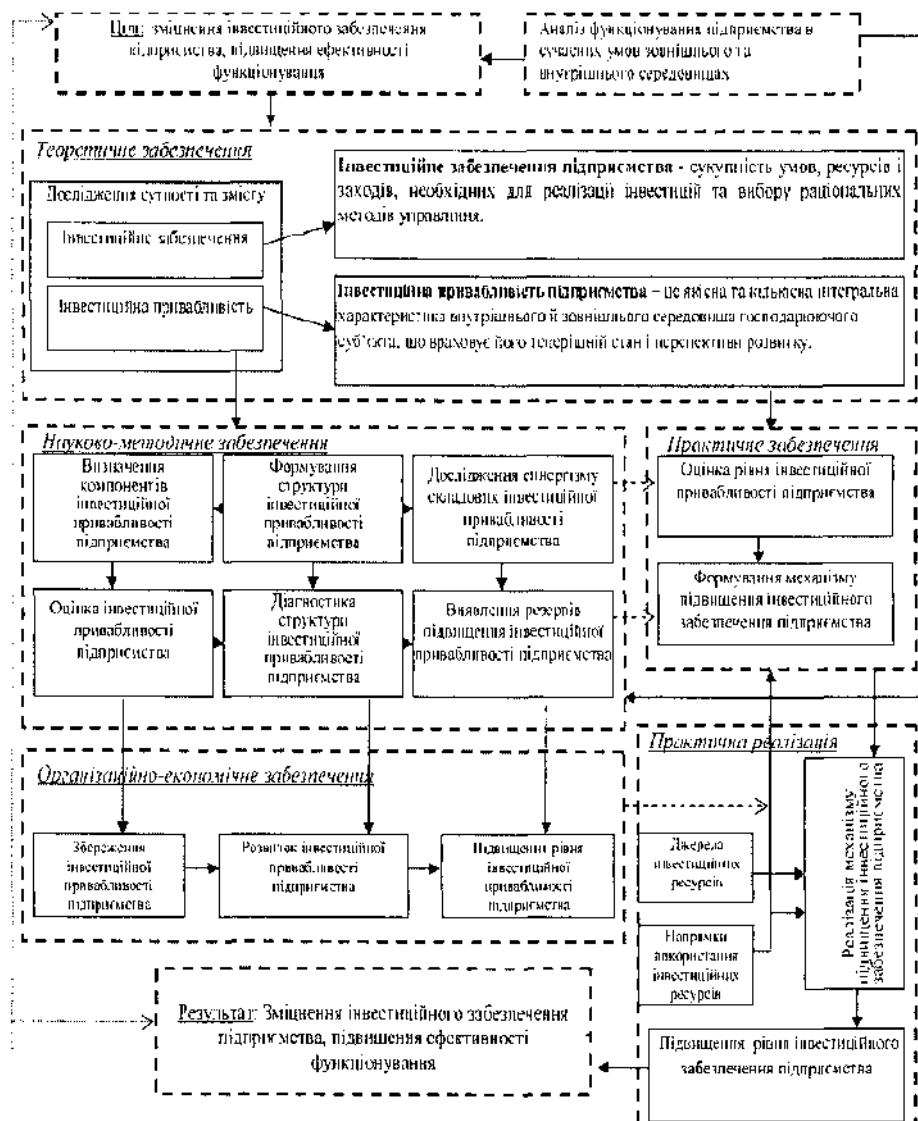 Ціль: зміцнення інвестиційного забезпечення
підприємства, підвищення ефективності
функціонування
Аналіз функціонування підприємства в
сучасних умов зовнішнього та
внутрішнього середовищах
Теоретичне забезпечення
Дослідження сутності та змісту
Інвестиційне забезпечення
Інвестиційна привабливість
Інвестиційне забезпечення підприємства - сукупність умов, ресурсів і
заходів, необхідних для реалізації інвестицій та вибору раціональних
методів управління.
Інвестиційна привабливість підприємства – це якісна та кількісна інтегральна
характеристика внутрішнього й зовнішнього середовища господарюючого
суб'єкта, що враховує його теперішній стан і перспективи розвитку.
Науково-методичне забезпечення
Визначення
компонентів
інвестиційної
привабливості
підприємства
Формування
структури
інвестиційної
привабливості
підприємства
Дослідження синергізму
складових інвестиційної
привабливості
підприємства
Оцінка інвестиційної
привабливості
підприємства
Діагностика
структури
інвестиційної
привабливості
підприємства
Виявлення резервів
підвищення інвестиційної
привабливості підприємства
Практичне забезпечення
Оцінка рівня інвестиційної
привабливості підприємства
Формування механізму
підвищення інвестиційного
забезпечення підприємства
Організаційно-економічне забезпечення
Збереження
інвестиційної
привабливості
підприємства
Розвиток інвестиційної
привабливості
підприємства
Підвищення рівня
інвестиційної
привабливості
підприємства
Практична реалізація
Джерела
інвестиційних
ресурсів
Напрямки
використання
інвестиційних
ресурсів
Реалізація механізму
підвищення інвестиційного
забезпечення підприємства
Підвищення рівня інвестиційного
забезпечення підприємства
Результат: Зміцнення інвестиційного забезпечення
підприємства, підвищення ефективності
функціонування